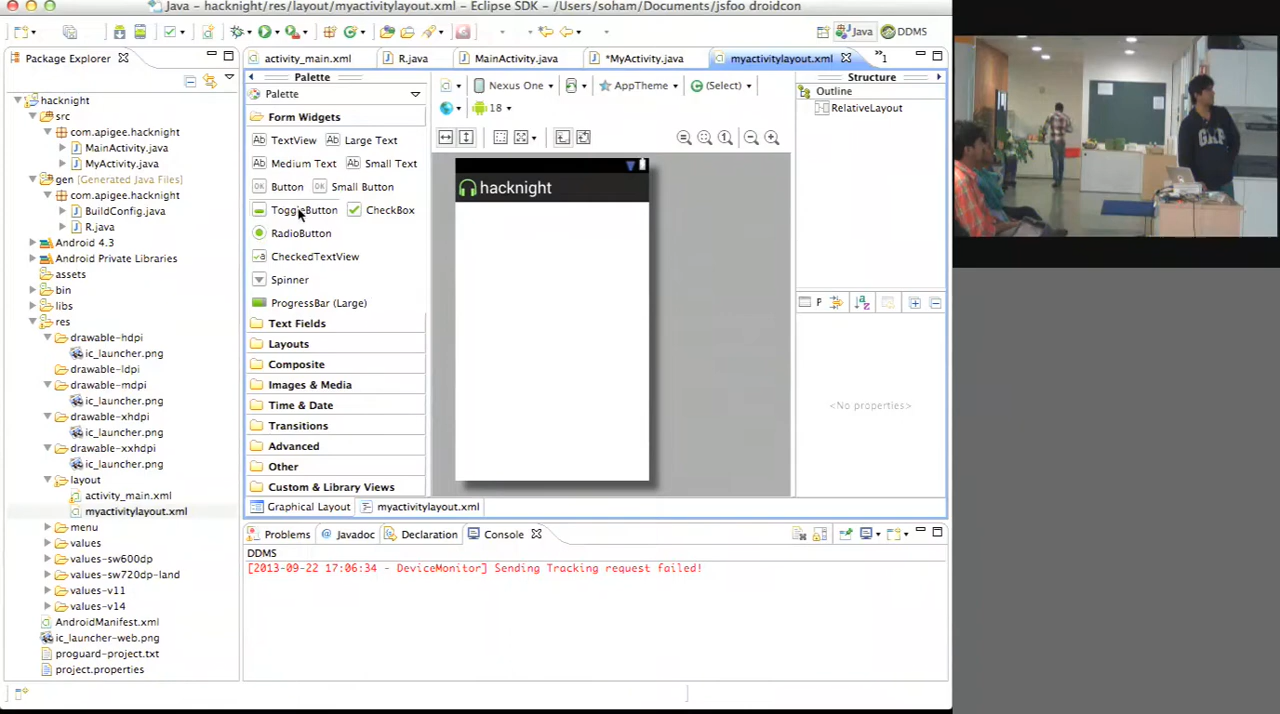 Java – hacknight/res/layout/myactivitylayout.xml – Eclipse SDK – /Users/soham/Documents/jsfoo droidcon
Java
DDMS
Package Explorer
activity_main.xml
R.java
MainActivity.java
*MyActivity.java
myactivitylayout.xml
»1
hacknight
src
com.apigee.hacknight
MainActivity.java
MyActivity.java
gen [Generated Java Files]
com.apigee.hacknight
BuildConfig.java
R.java
Android 4.3
Android Private Libraries
assets
bin
libs
res
drawable-hdpi
ic_launcher.png
drawable-ldpi
drawable-mdpi
ic_launcher.png
drawable-xhdpi
ic_launcher.png
drawable-xxhdpi
ic_launcher.png
layout
activity_main.xml
myactivitylayout.xml
menu
values
values-sw600dp
values-sw720dp-land
values-v11
values-v14
AndroidManifest.xml
ic_launcher-web.png
proguard-project.txt
project.properties
Palette
Palette
Form Widgets
Ab TextView Ab Large Text
Ab Medium Text Ab Small Text
OK Button OK Small Button
ToggleButton CheckBox
RadioButton
CheckedTextView
Spinner
ProgressBar (Large)
Text Fields
Layouts
Composite
Images & Media
Time & Date
Transitions
Advanced
Other
Custom & Library Views
Graphical Layout
myactivitylayout.xml
Nexus One
AppTheme
(Select)
18
hacknight
Structure
Outline
RelativeLayout
P
<No properties>
Problems
@ Javadoc
Declaration
Console
DDMS
[2013-09-22 17:06:34 - DeviceMonitor] Sending Tracking request failed!
GAP